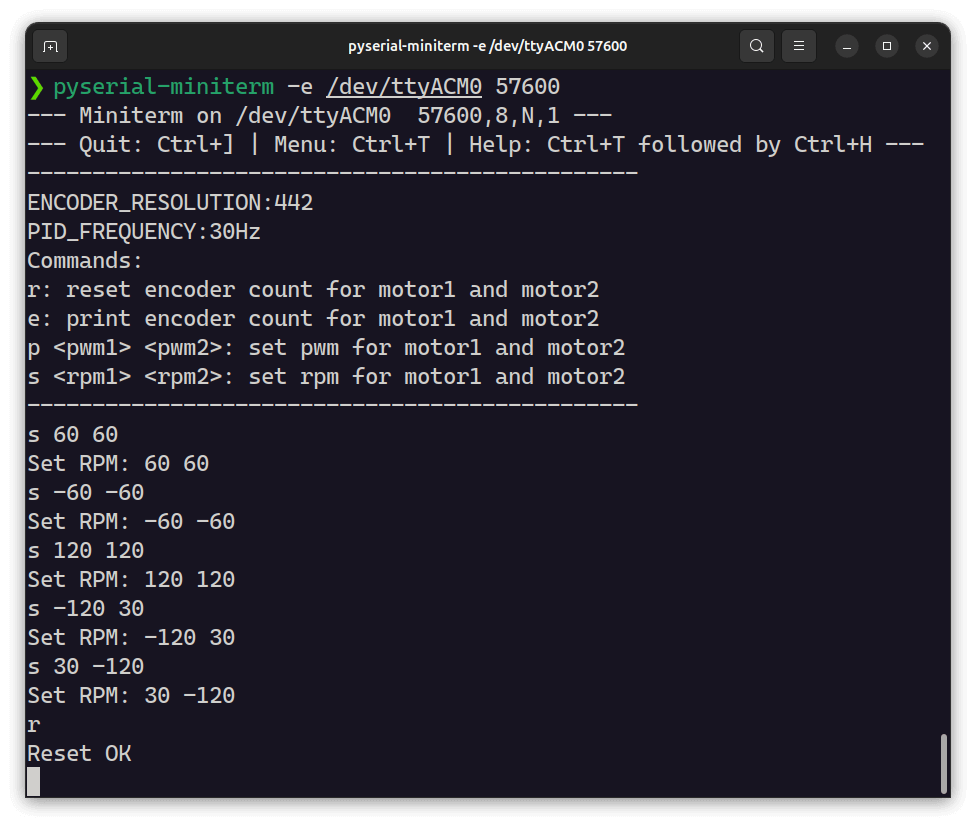 pyserial-miniterm -e /dev/ttyACM0 57600
❯ pyserial-miniterm -e /dev/ttyACM0 57600
--- Miniterm on /dev/ttyACM0  57600,8,N,1 ---
--- Quit: Ctrl+] | Menu: Ctrl+T | Help: Ctrl+T followed by Ctrl+H ---
-----------------------------------------------
ENCODER_RESOLUTION:442
PID_FREQUENCY:30Hz
Commands:
r: reset encoder count for motor1 and motor2
e: print encoder count for motor1 and motor2
p <pwm1> <pwm2>: set pwm for motor1 and motor2
s <rpm1> <rpm2>: set rpm for motor1 and motor2
-----------------------------------------------
s 60 60
Set RPM: 60 60
s -60 -60
Set RPM: -60 -60
s 120 120
Set RPM: 120 120
s -120 30
Set RPM: -120 30
s 30 -120
Set RPM: 30 -120
r
Reset OK